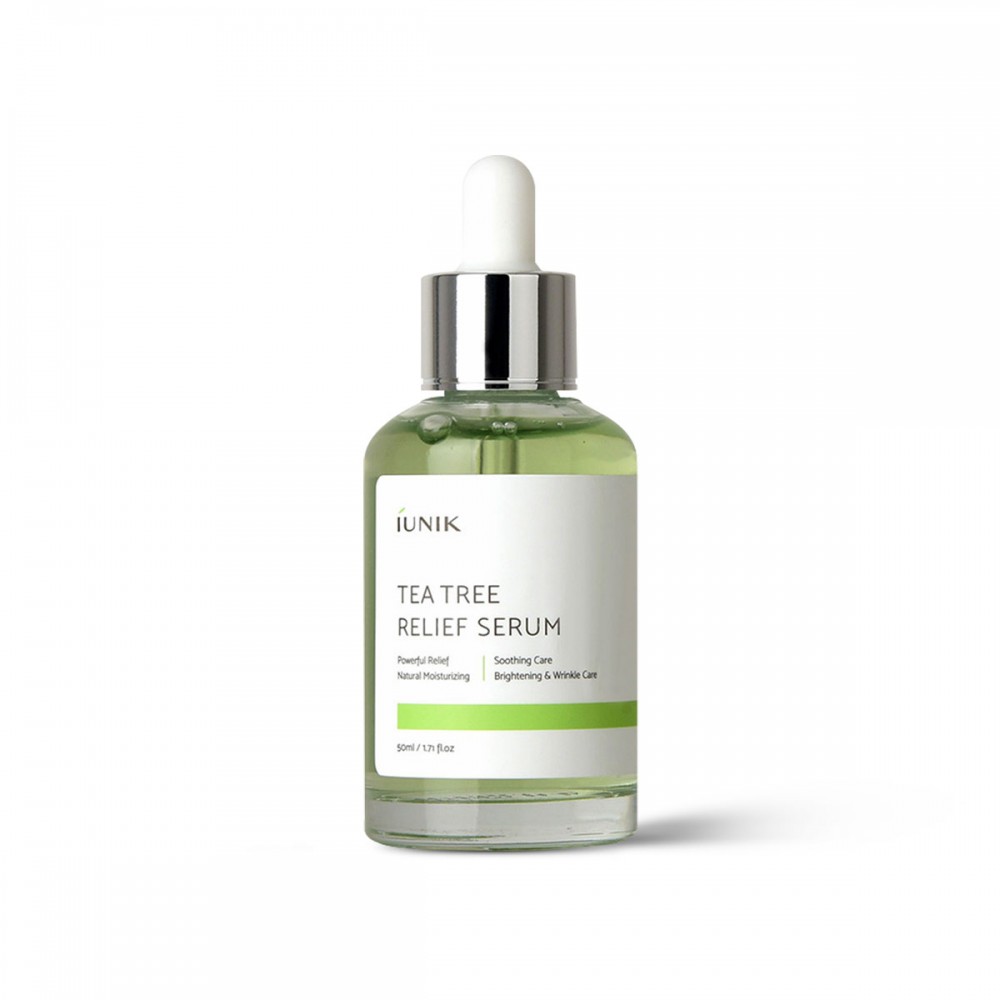 iUNIK
TEA TREE
RELIEF SERUM
Powerful Relief
Natural Moisturizing
Soothing Care
Brightening & Wrinkle Care
50ml / 1.71 fl.oz